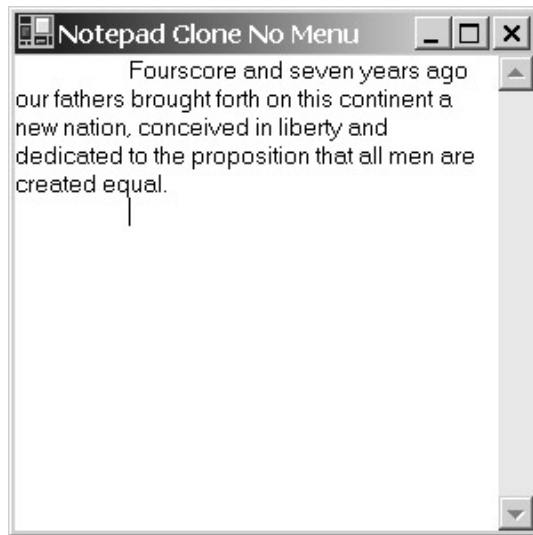 Notepad Clone No Menu
Fourscore and seven years ago
our fathers brought forth on this continent a
new nation, conceived in liberty and
dedicated to the proposition that all men are
created equal.